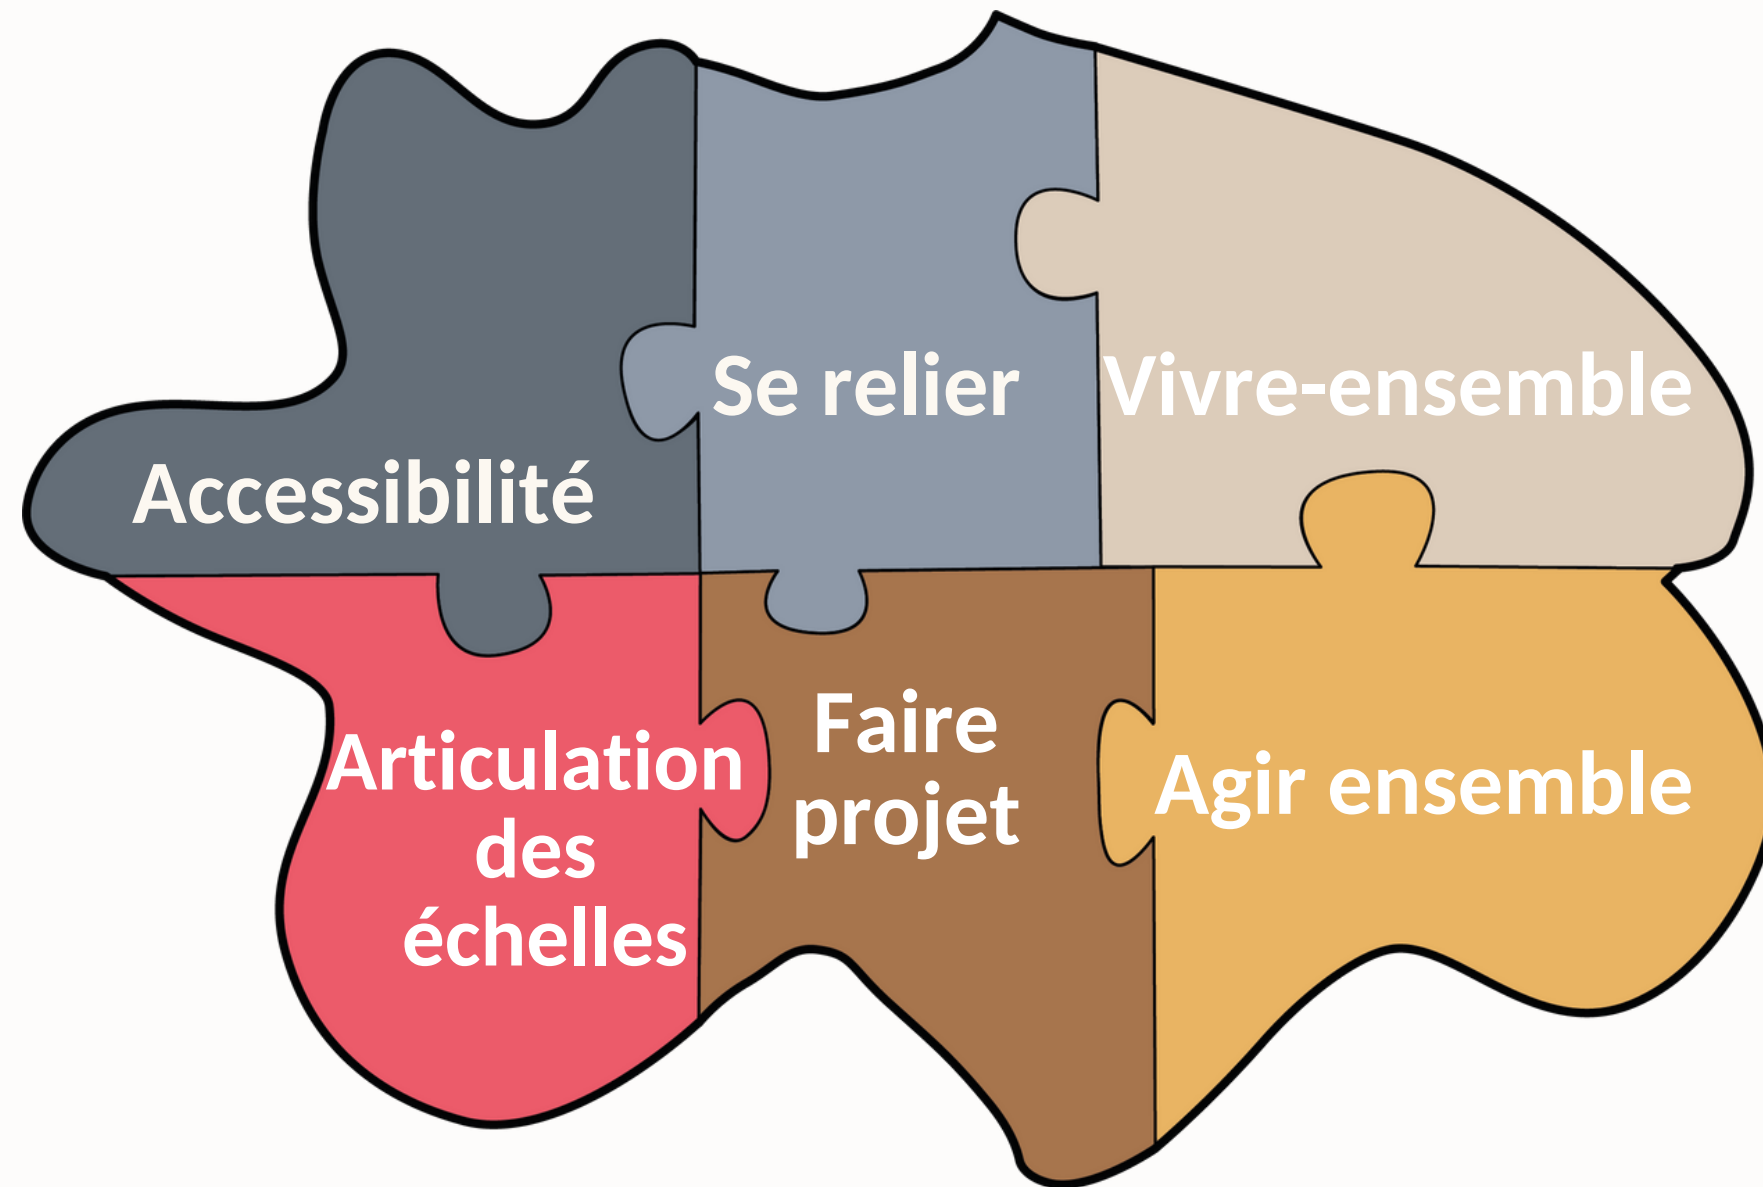 Accessibilité
Se relier
Vivre-ensemble
Articulation
des
échelles
Faire
projet
Agir ensemble